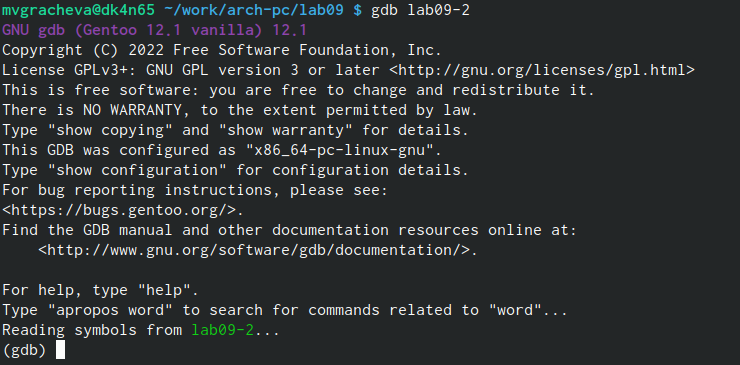 mvgracheva@dk4n65 ~/work/arch-pc/lab09 $ gdb lab09-2
GNU gdb (Gentoo 12.1 vanilla) 12.1
Copyright (C) 2022 Free Software Foundation, Inc.
License GPLv3+: GNU GPL version 3 or later <http://gnu.org/licenses/gpl.html>
This is free software: you are free to change and redistribute it.
There is NO WARRANTY, to the extent permitted by law.
Type "show copying" and "show warranty" for details.
This GDB was configured as "x86_64-pc-linux-gnu".
Type "show configuration" for configuration details.
For bug reporting instructions, please see:
<https://bugs.gentoo.org/>.
Find the GDB manual and other documentation resources online at:
    <http://www.gnu.org/software/gdb/documentation/>.

For help, type "help".
Type "apropos word" to search for commands related to "word"...
Reading symbols from lab09-2...
(gdb)